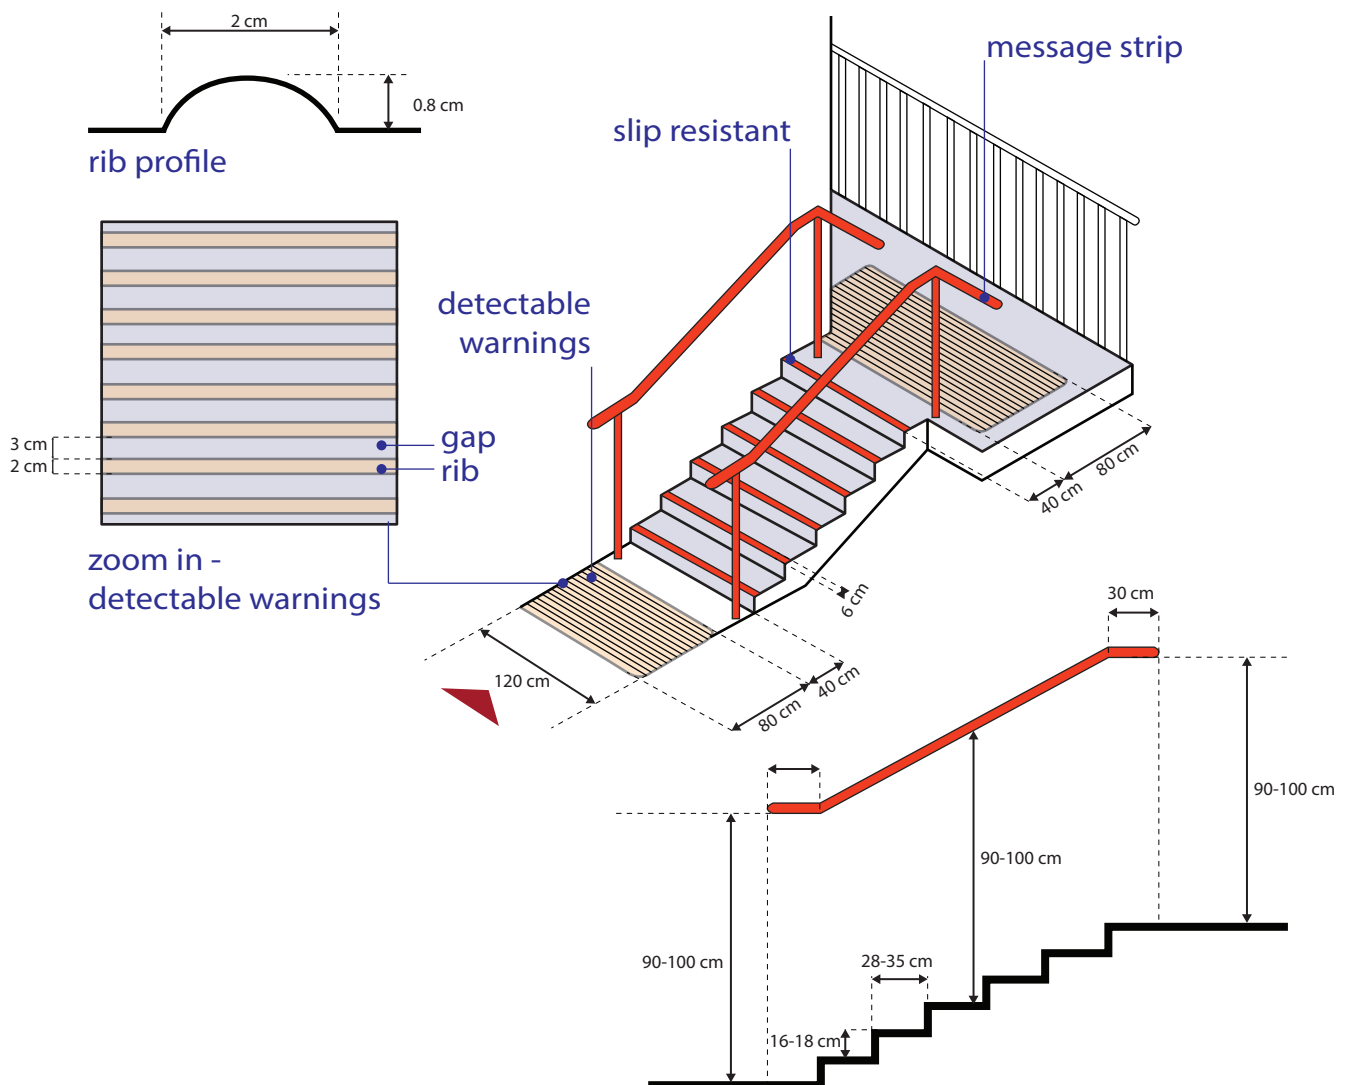 2 cm
0.8 cm
rib profile
message strip
slip resistant
detectable
warnings
3 cm
2 cm
gap
rib
zoom in -
detectable warnings
80 cm
40 cm
6 cm
120 cm
40 cm
80 cm
30 cm
90-100 cm
90-100 cm
90-100 cm
28-35 cm
16-18 cm